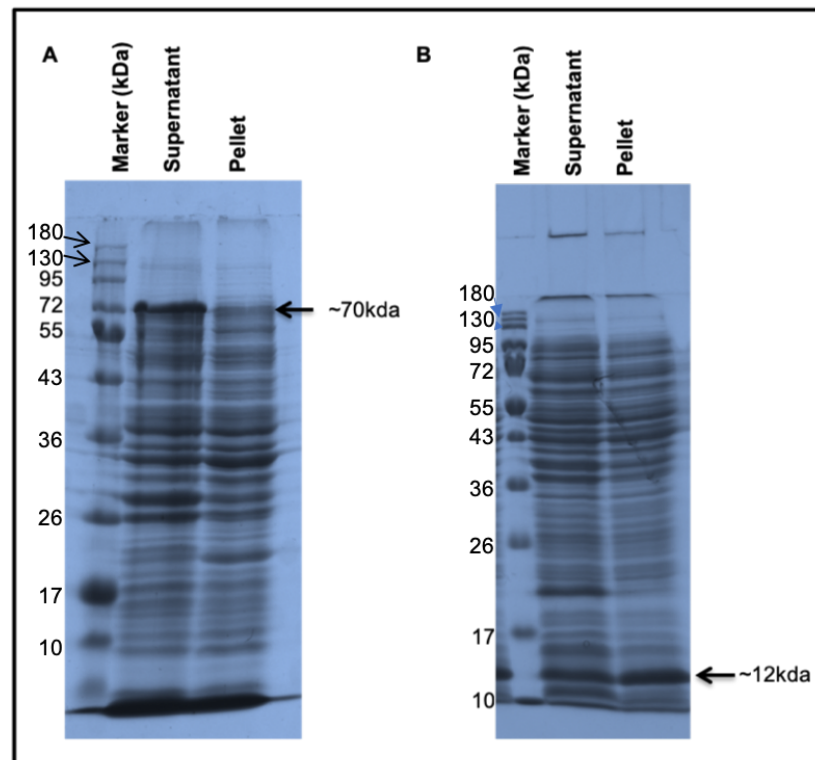 A
Marker (kDa)
Supernatant
Pellet
180
130
95
72
55
43
36
26
17
10
~70kda
B
Marker (kDa)
Supernatant
Pellet
180
130
95
72
55
43
36
26
17
10
~12kda